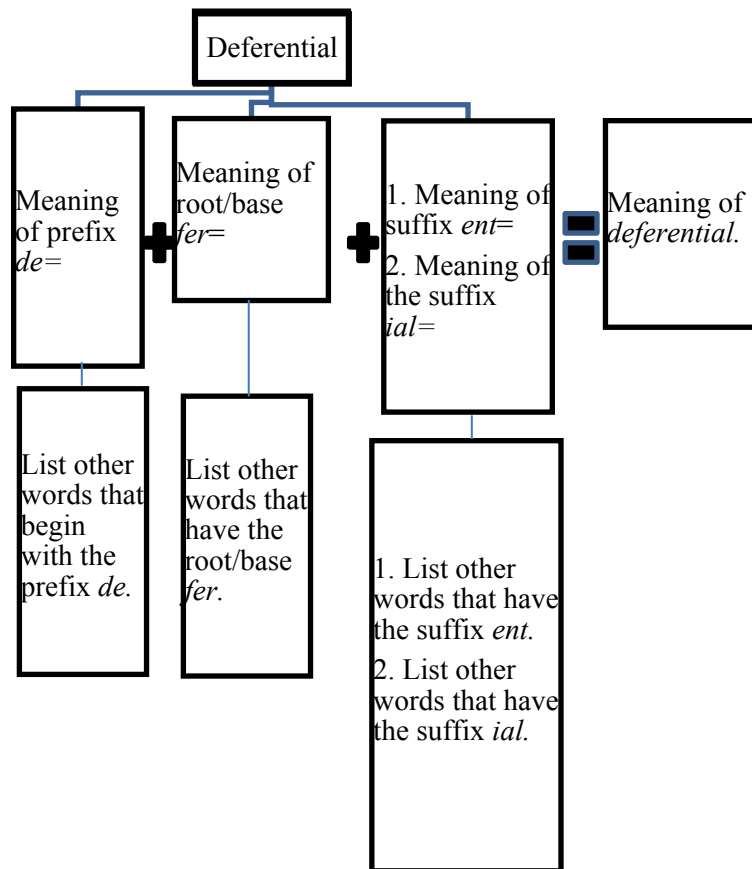 Deferential
Meaning
of prefix
de=
Meaning of
root/base
fer=
1. Meaning of
suffix ent=
2. Meaning of
the suffix
ial=
Meaning of
deferential.
List other
words that
begin
with the
prefix de.
List other
words that
have the
root/base
fer.
1. List other
words that have
the suffix ent.
2. List other
words that have
the suffix ial.